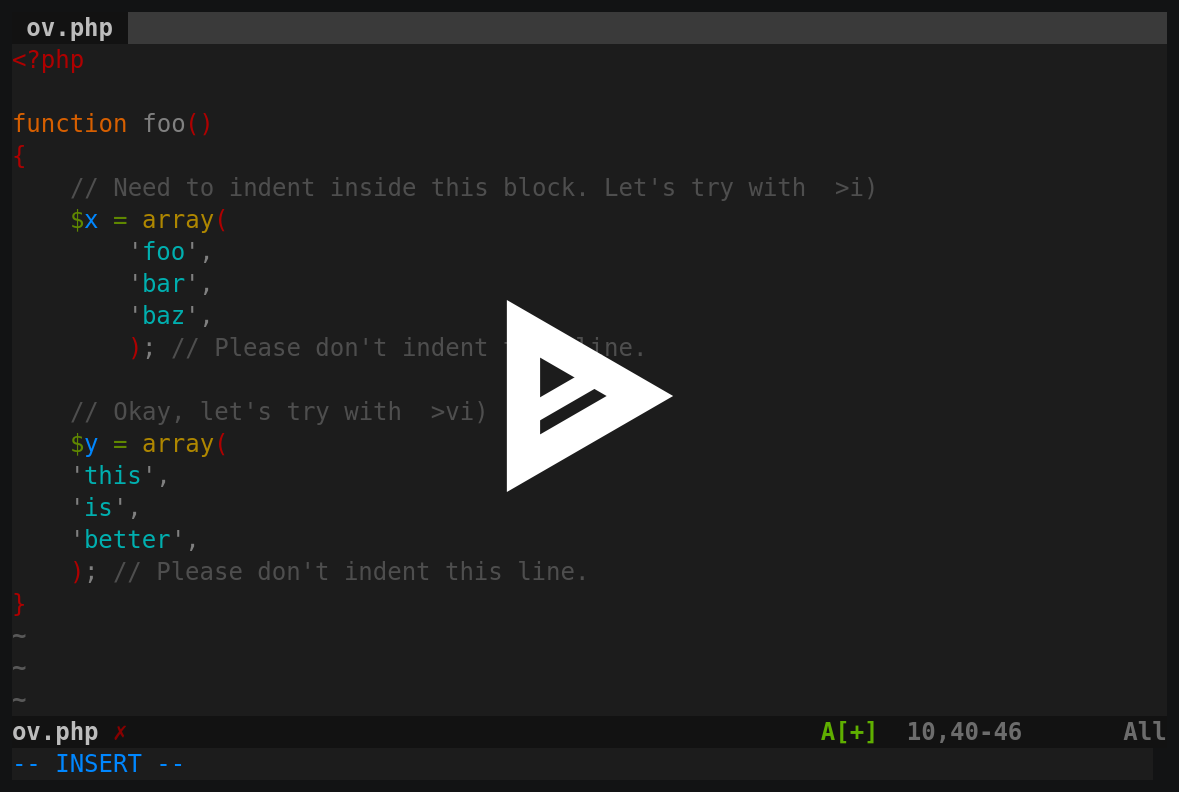 ov.php
<?php
function foo()
{
    // Need to indent inside this block. Let's try with  >i)
    $x = array(
        'foo',
        'bar',
        'baz',
        ); // Please don't indent line.
    // Okay, let's try with  >vi)
    $y = array(
    'this',
    'is',
    'better',
    ); // Please don't indent this line.
}
~
~
~
ov.php ✗ A[+] 10,40-46 All
-- INSERT --